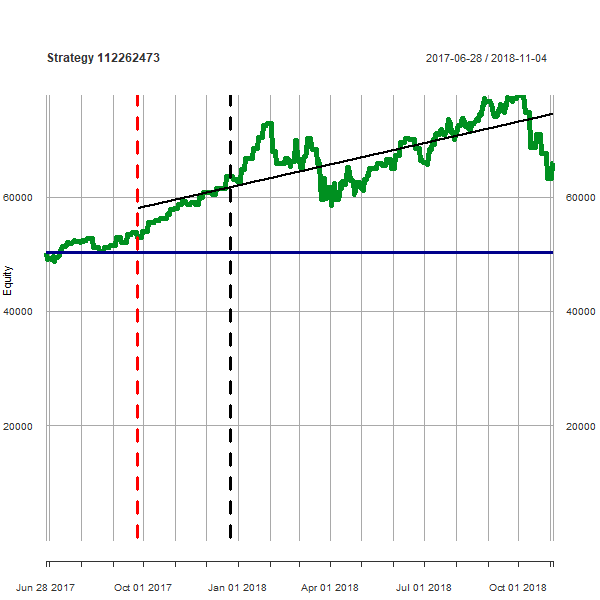 Strategy 112262473
2017-06-28 / 2018-11-04
60000 60000
Equity
40000 40000
20000 20000
Jun 28 2017 Oct 01 2017 Jan 01 2018 Apr 01 2018 Jul 01 2018 Oct 01 2018